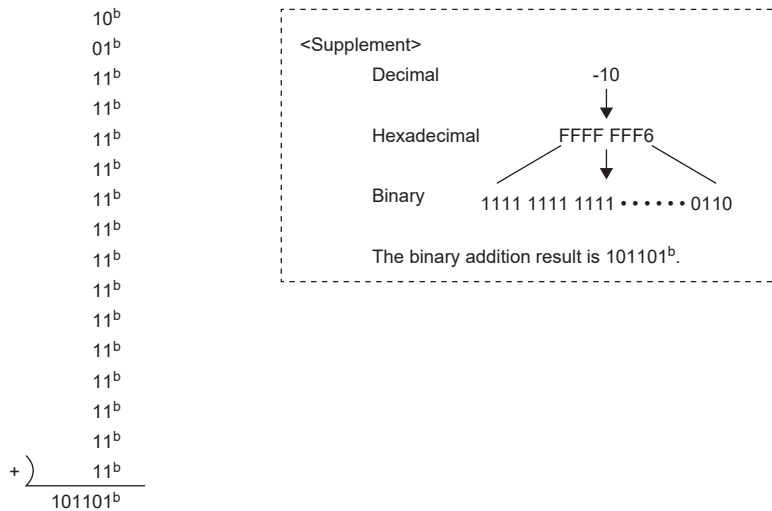 10ᵇ
01ᵇ
11ᵇ
11ᵇ
11ᵇ
11ᵇ
11ᵇ
11ᵇ
11ᵇ
11ᵇ
11ᵇ
11ᵇ
11ᵇ
11ᵇ
11ᵇ
+ ) 11ᵇ
101101ᵇ
<Supplement>
Decimal -10
Hexadecimal FFFF FFF6
Binary 1111 1111 1111 • • • • • • 0110
The binary addition result is 101101ᵇ.